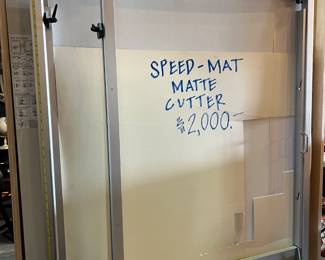 SPEED-MAT
MATTE
CUTTER
$2,000.-